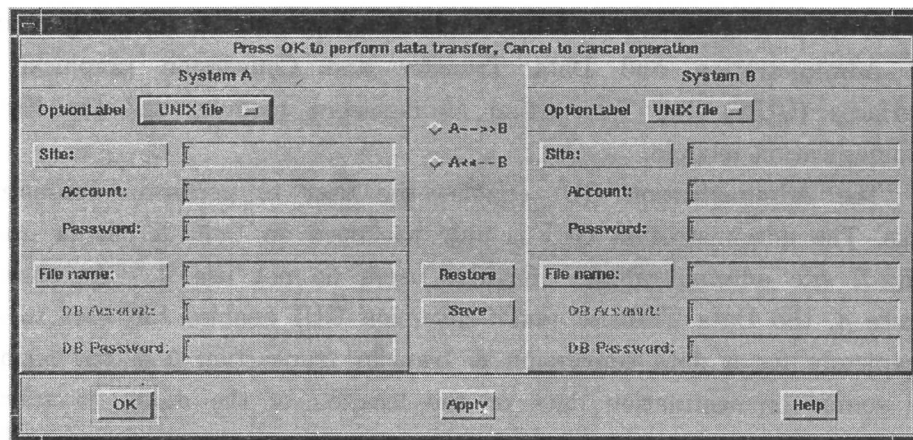 Press OK to perform data transfer, Cancel to cancel operation
System A
OptionLabel UNIX file
Site:
Account:
Password:
File name:
DB Account:
DB Password:
A-->>B
A<<--B
Restore
Save
System B
OptionLabel UNIX file
Site:
Account:
Password:
File name:
DB Account:
DB Password:
OK
Apply
Help